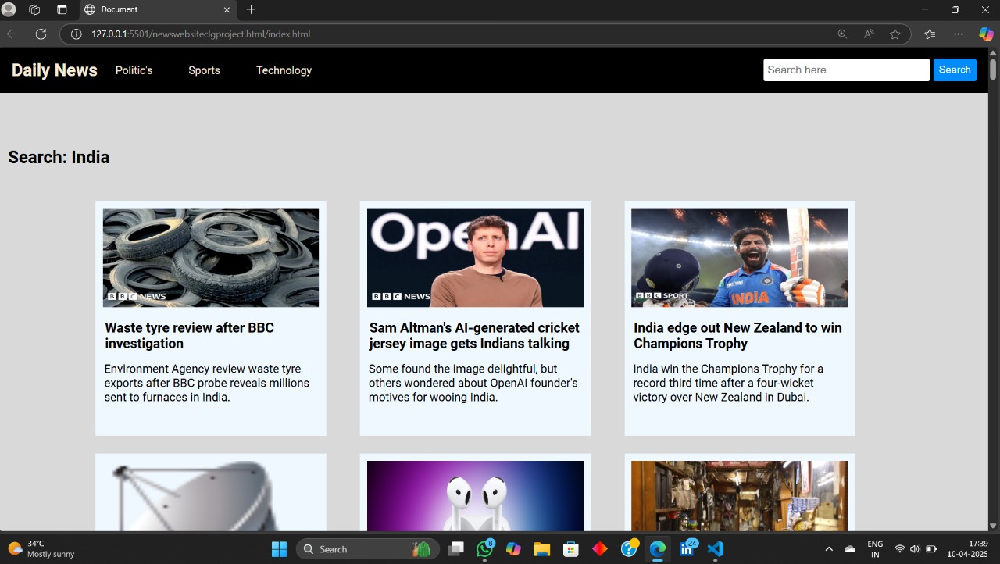 Document
127.0.0.1:5501/newswebsiteclgproject.html/index.html
Daily News
Politic's
Sports
Technology
Search here
Search
Search: India
BBC NEWS
Waste tyre review after BBC
investigation
Environment Agency review waste tyre
exports after BBC probe reveals millions
sent to furnaces in India.
OpenAI
BBC NEWS
Sam Altman's AI-generated cricket
jersey image gets Indians talking
Some found the image delightful, but
others wondered about OpenAI founder's
motives for wooing India.
BBC SPORT
INDIA
India edge out New Zealand to win
Champions Trophy
India win the Champions Trophy for a
record third time after a four-wicket
victory over New Zealand in Dubai.
34°C
Mostly sunny
Search
8
24
ENG
IN
17:39
10-04-2025